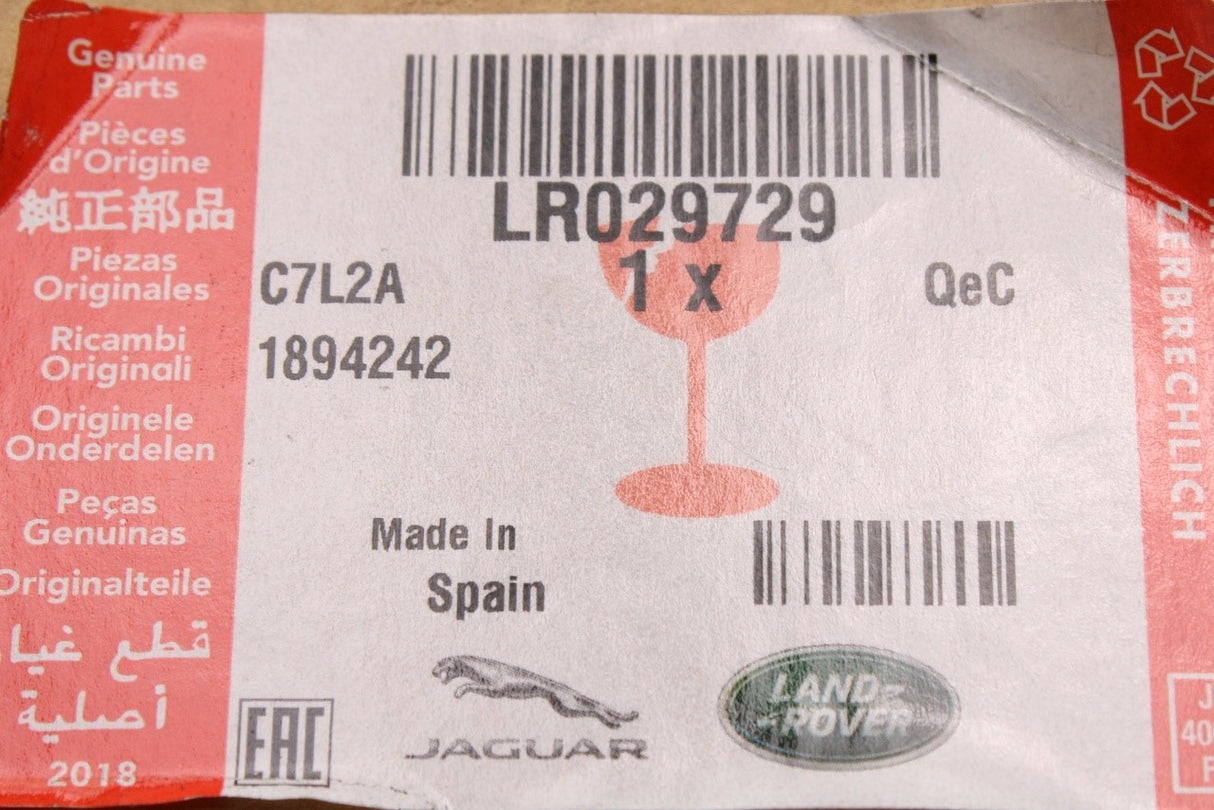 Genuine
Parts
Pièces
d'Origine
純正部品
Piezas
Originales
Ricambi
Originali
Originele
Onderdelen
Peças
Genuinas
Originalteile
قطع غيار
أصلية
2018
LR029729
1 x
C7L2A
QeC
1894242
Made In
Spain
EAC
JAGUAR
LAND-
-ROVER
ZERBRECHLICH